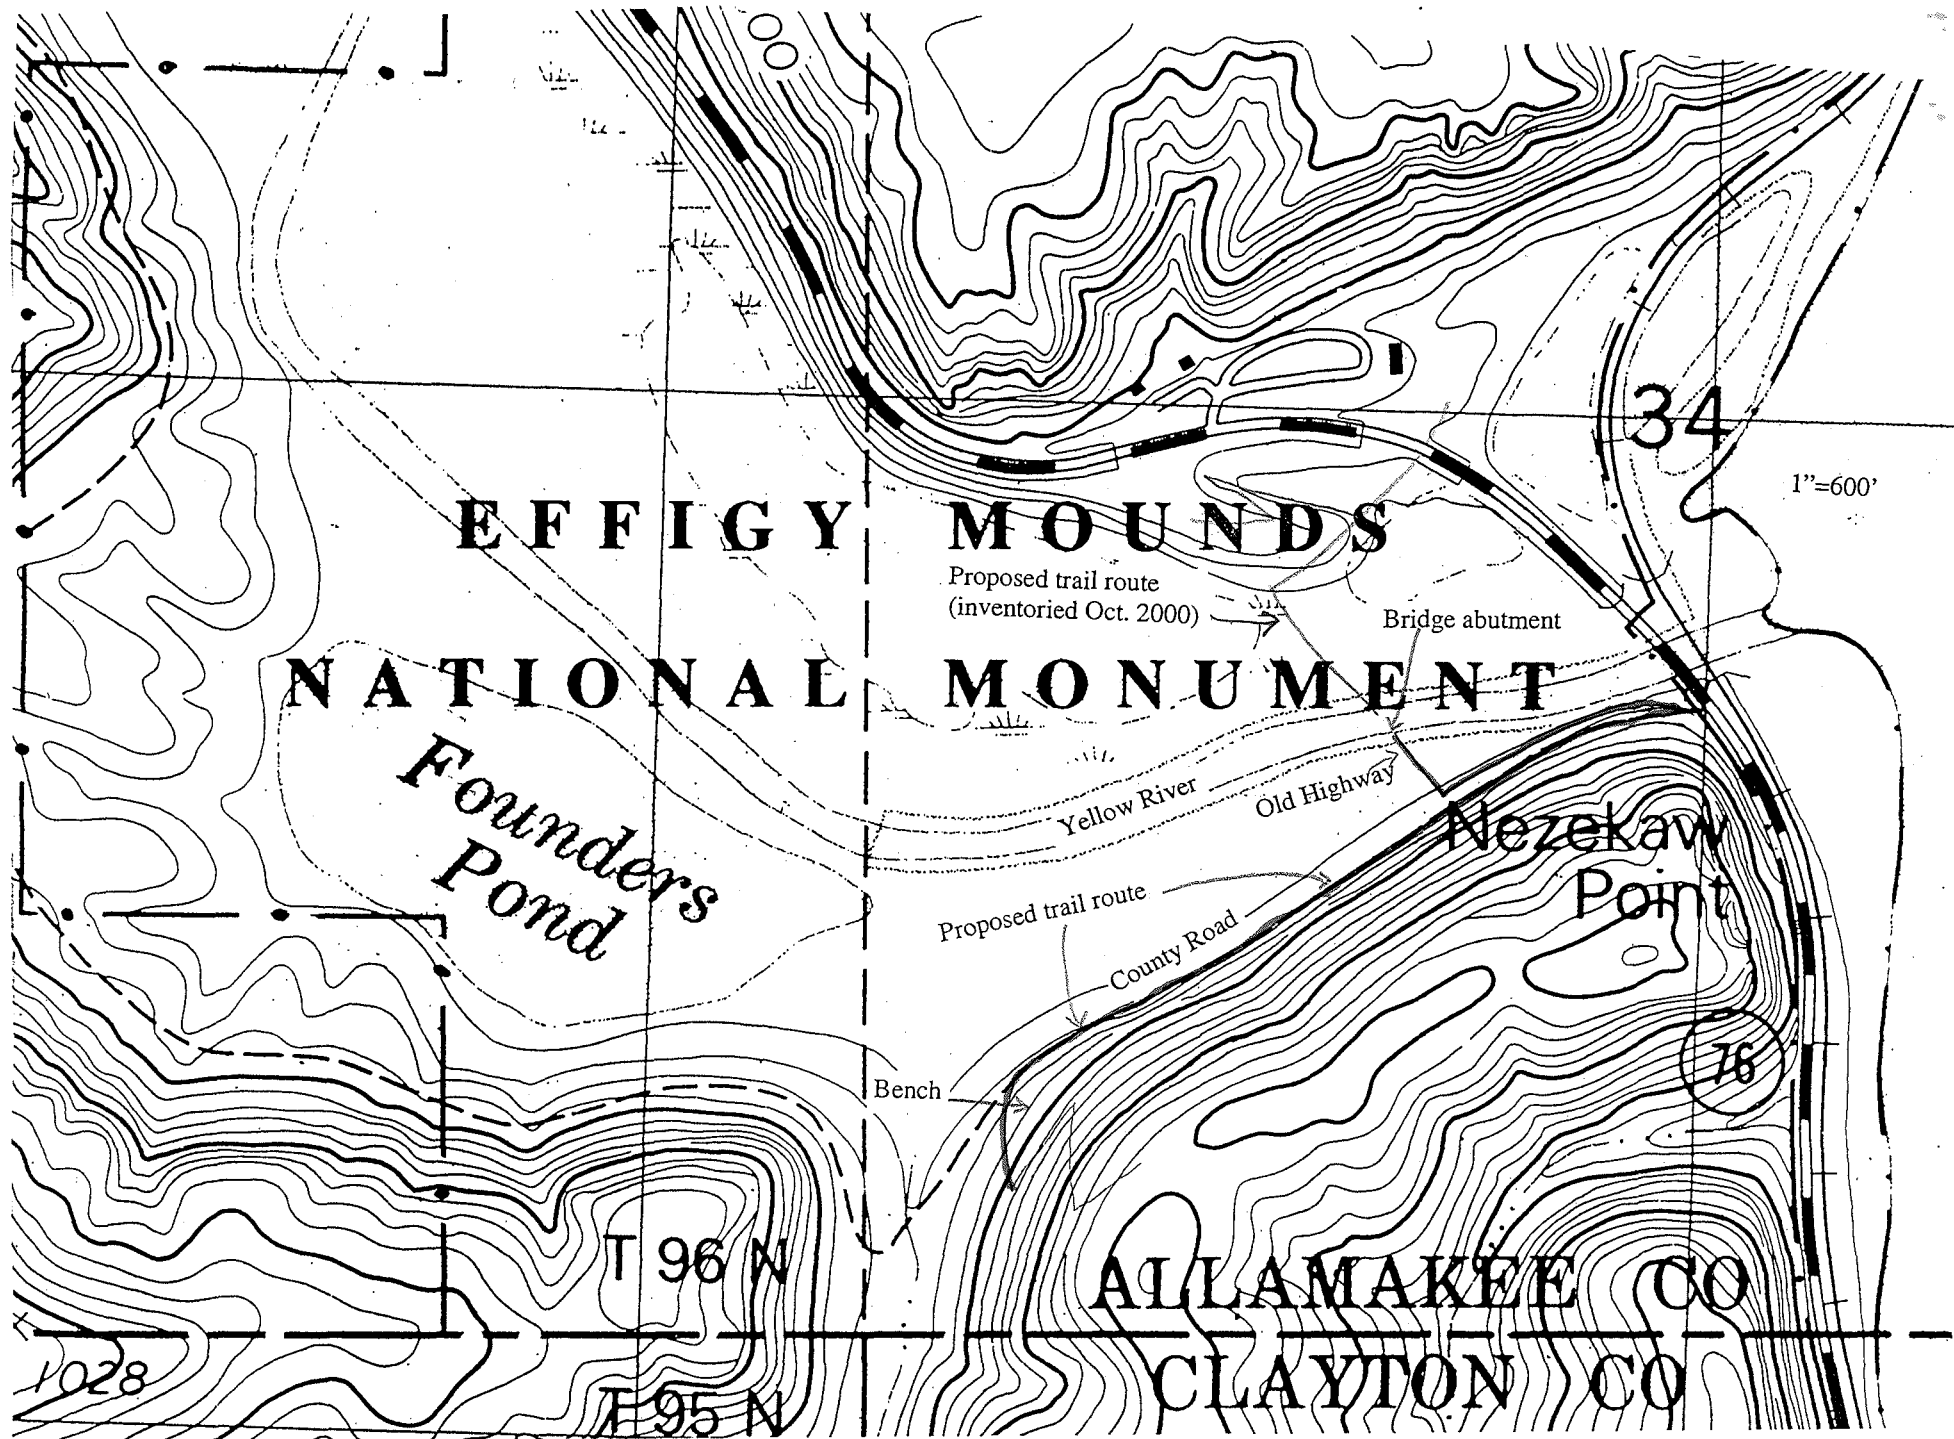 34
1"=600'
EFFIGY MOUNDS
Proposed trail route
(inventoried Oct. 2000)
Bridge abutment
NATIONAL MONUMENT
Founders
Pond
Yellow River
Old Highway
Nezekaw
Point
Proposed trail route
County Road
76
Bench
T 96 N
ALLAMAKEE CO
1028
CLAYTON CO
T 95 N